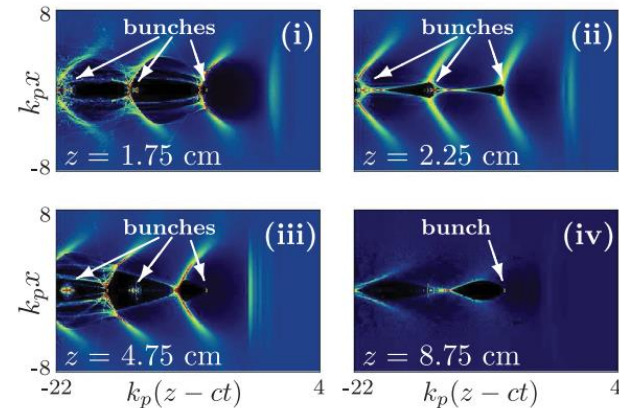 8
bunches
(i)
k_p x
-8
z = 1.75 cm
bunches
(ii)
z = 2.25 cm
8
bunches
(iii)
k_p x
-8
z = 4.75 cm
bunch
(iv)
z = 8.75 cm
-22
k_p(z − ct)
4
-22
k_p(z − ct)
4